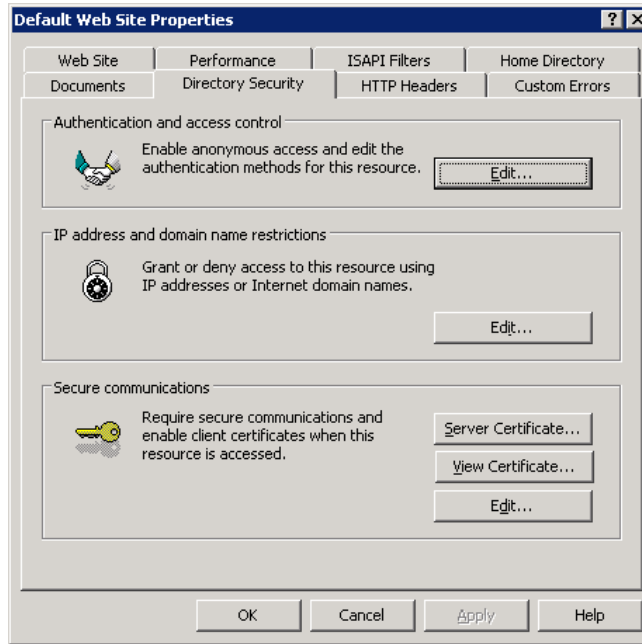 Default Web Site Properties
Web Site Performance ISAPI Filters Home Directory
Documents Directory Security HTTP Headers Custom Errors
Authentication and access control
Enable anonymous access and edit the
authentication methods for this resource.
Edit...
IP address and domain name restrictions
Grant or deny access to this resource using
IP addresses or Internet domain names.
Edit...
Secure communications
Require secure communications and
enable client certificates when this
resource is accessed.
Server Certificate...
View Certificate...
Edit...
OK Cancel Apply Help